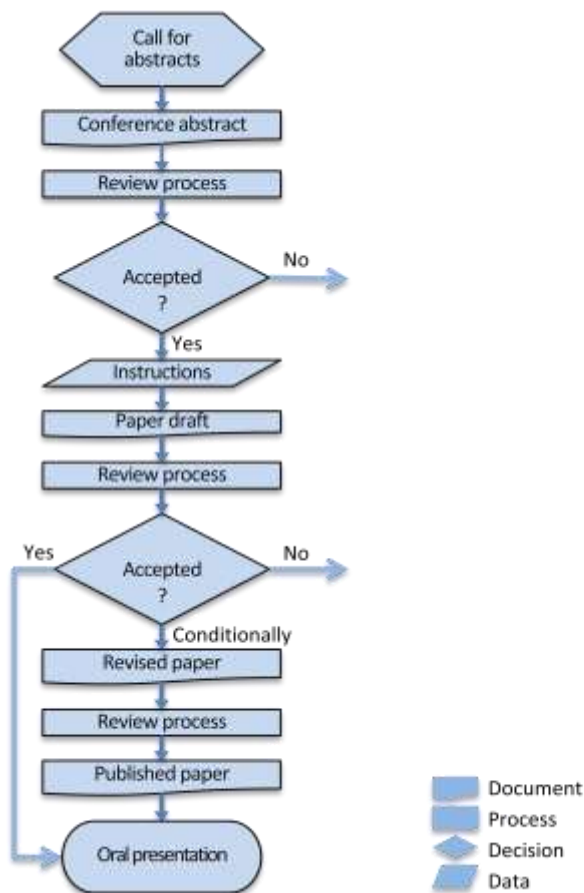 Call for
abstracts
Conference abstract
Review process
Accepted
?
No
Yes
Instructions
Paper draft
Review process
Yes
Accepted
?
No
Conditionally
Revised paper
Review process
Published paper
Oral presentation
Document
Process
Decision
Data